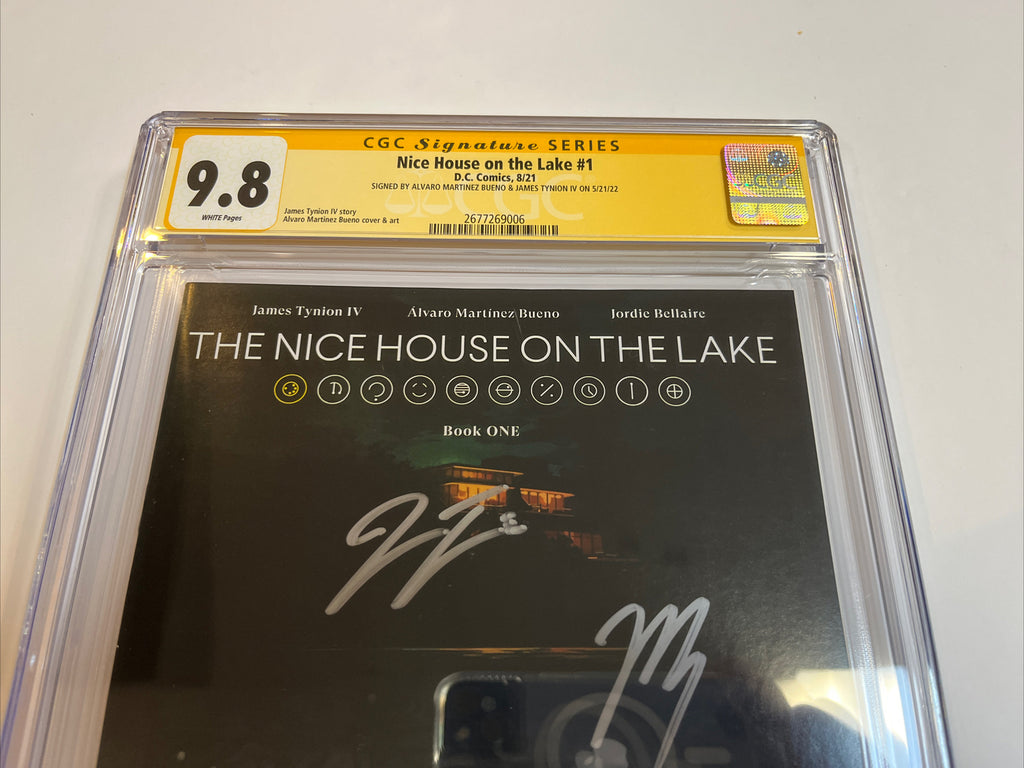 CGC Signature SERIES
9.8
WHITE Pages
Nice House on the Lake #1
D.C. Comics, 8/21
SIGNED BY ALVARO MARTINEZ BUENO & JAMES TYNION IV ON 5/21/22
James Tynion IV story
Alvaro Martinez Bueno cover & art
CGC
2677269006
CGC
James Tynion IV Álvaro Martínez Bueno Jordie Bellaire
THE NICE HOUSE ON THE LAKE
Book ONE